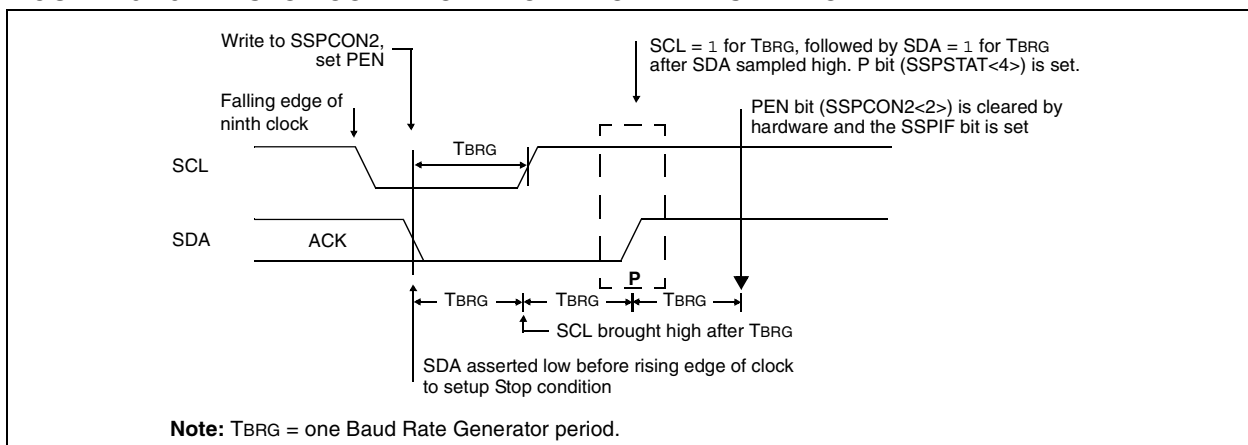 Write to SSPCON2,
set PEN
SCL = 1 for TBRG, followed by SDA = 1 for TBRG
after SDA sampled high. P bit (SSPSTAT<4>) is set.
Falling edge of
ninth clock
PEN bit (SSPCON2<2>) is cleared by
hardware and the SSPIF bit is set
TBRG
SCL
SDA
ACK
P
TBRG
TBRG
TBRG
SCL brought high after TBRG
SDA asserted low before rising edge of clock
to setup Stop condition
Note: TBRG = one Baud Rate Generator period.